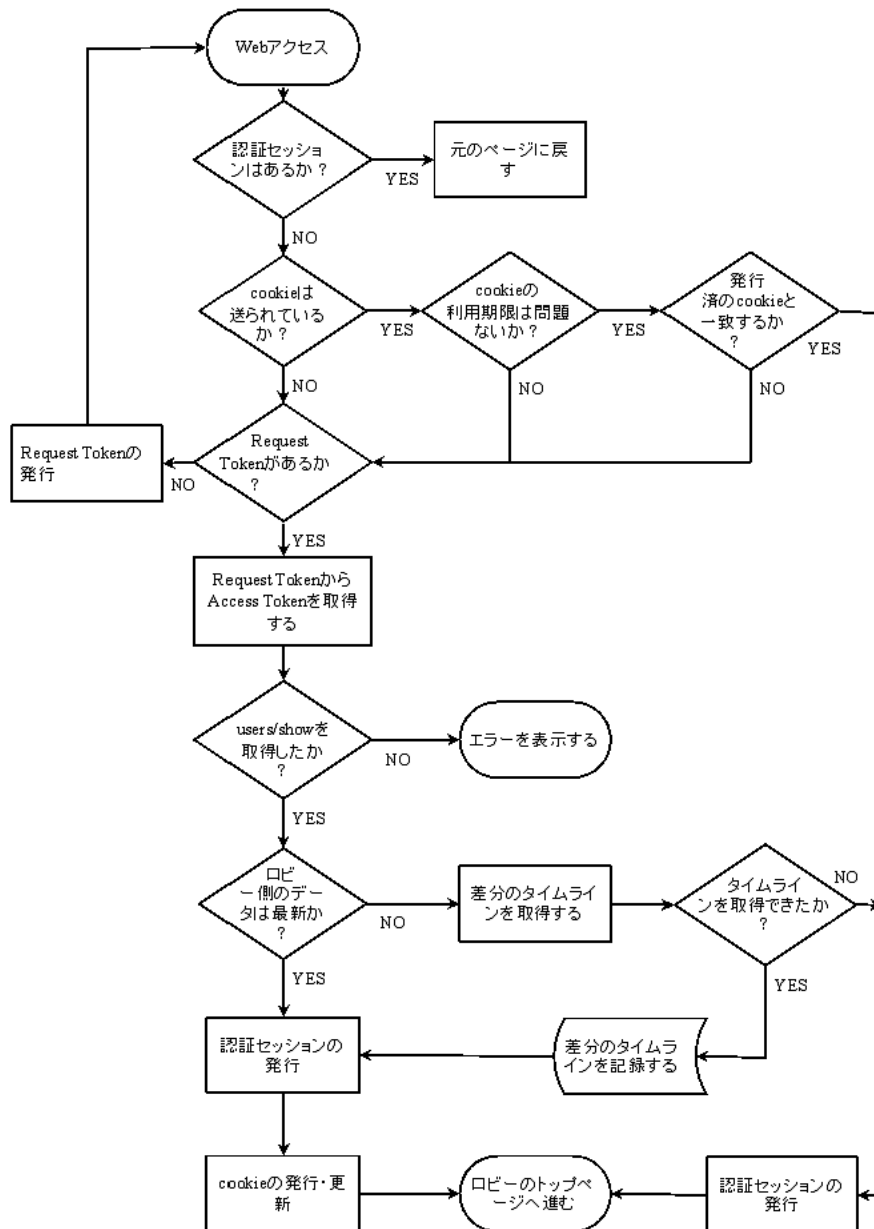 Webアクセス
認証セッショ
ンはあるか？
YES
元のページに戻
す
NO
cookieは
送られている
か？
YES
cookieの
利用期限は問題
ないか？
YES
発行
済のcookieと
一致するか
？
YES
NO
NO
NO
Request Tokenの
発行
NO
Request
Tokenがあるか
？
YES
Request Tokenから
Access Tokenを取得
する
users/showを
取得したか
？
NO
エラーを表示する
YES
ロビ
ー側のデー
タは最新か
？
NO
差分のタイムライ
ンを取得する
タイムライ
ンを取得できたか
？
NO
YES
YES
認証セッションの
発行
差分のタイムラ
インを記録する
cookieの発行・更
新
ロビーのトップペ
ージへ進む
認証セッションの
発行